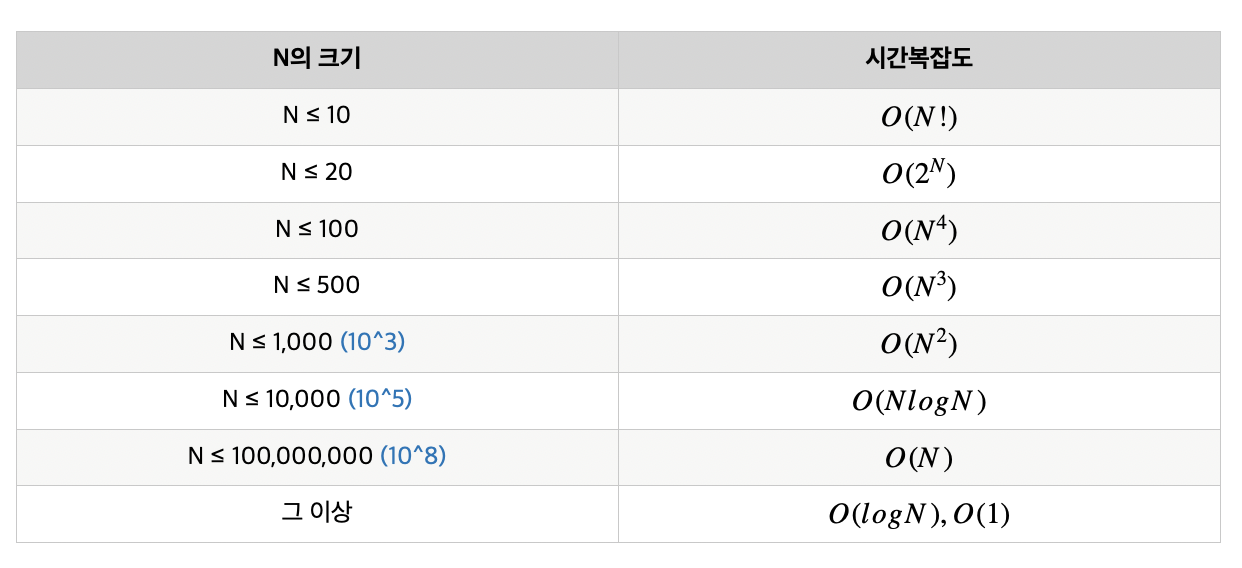 N의 크기 시간복잡도
N ≤ 10 O(N!)
N ≤ 20 O(2^N)
N ≤ 100 O(N^4)
N ≤ 500 O(N^3)
N ≤ 1,000 (10^3) O(N^2)
N ≤ 10,000 (10^5) O(NlogN)
N ≤ 100,000,000 (10^8) O(N)
그 이상 O(logN), O(1)